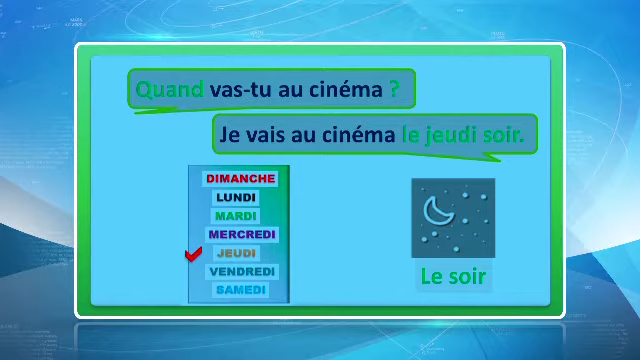 Quand vas-tu au cinéma ?
Je vais au cinéma le jeudi soir.
DIMANCHE
LUNDI
MARDI
MERCREDI
JEUDI
VENDREDI
SAMEDI
Le soir